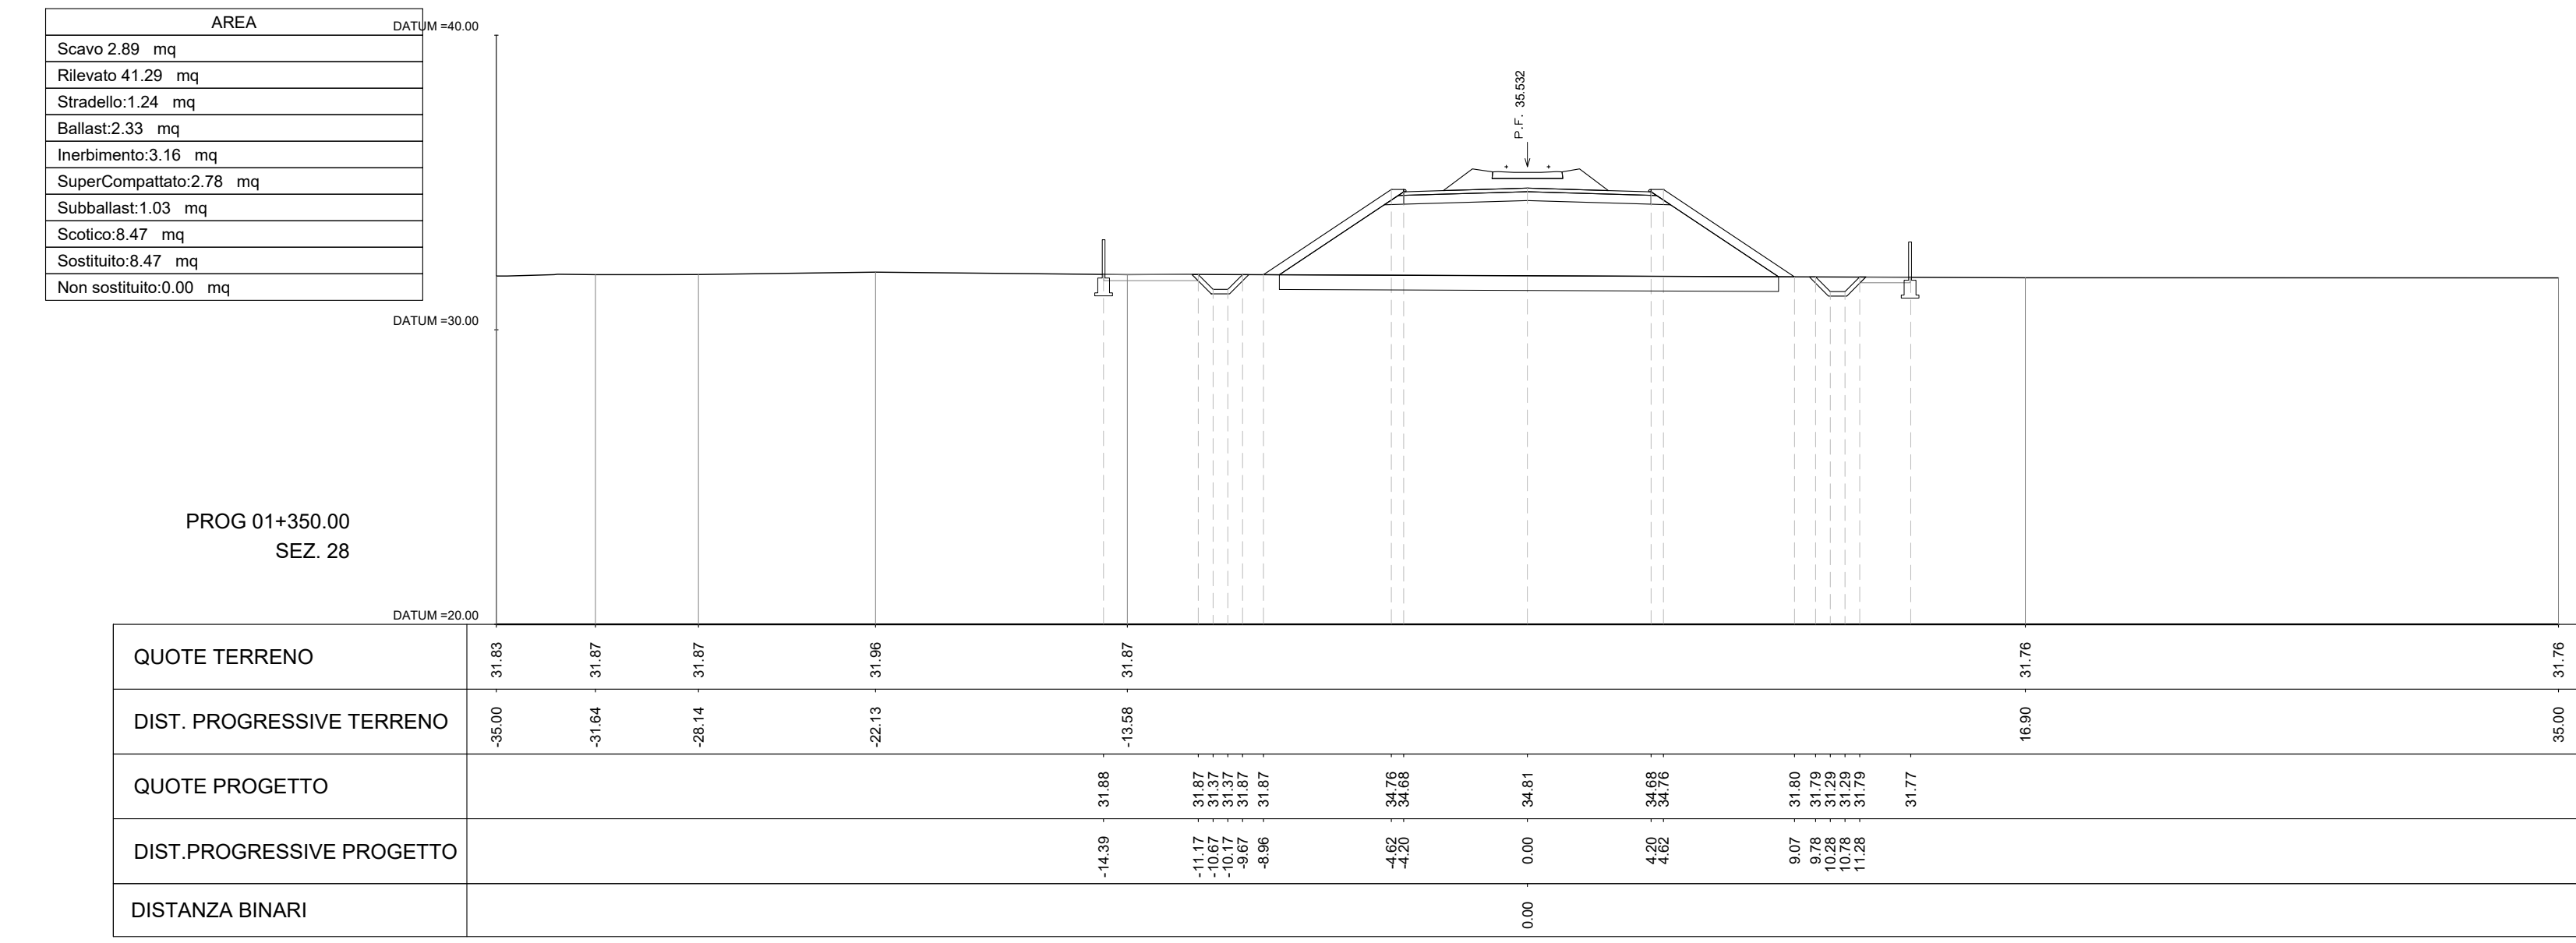 AREA
Scavo 2.89 mq
Rilevato 41.29 mq
Stradello:1.24 mq
Ballast:2.33 mq
Inerbimento:3.16 mq
SuperCompattato:2.78 mq
Subballast:1.03 mq
Scotico:8.47 mq
Sostituito:8.47 mq
Non sostituito:0.00 mq
DATUM =40.00
P.F. 35.532
DATUM =30.00
PROG 01+350.00
SEZ. 28
DATUM =20.00
QUOTE TERRENO 31.83 31.87 31.87 31.96 31.87 31.76 31.76
DIST. PROGRESSIVE TERRENO -35.00 -31.64 -28.14 -22.13 -13.58 16.90 35.00
QUOTE PROGETTO 31.88 31.87 31.37 31.37 31.87 31.87 34.76 34.68 34.81 34.68 34.76 31.80 31.79 31.29 31.29 31.79 31.77
DIST.PROGRESSIVE PROGETTO -14.39 -11.17 -10.67 -10.17 -9.67 -8.96 -4.62 -4.20 0.00 4.20 4.62 9.07 9.78 10.28 10.78 11.28
DISTANZA BINARI 0.00